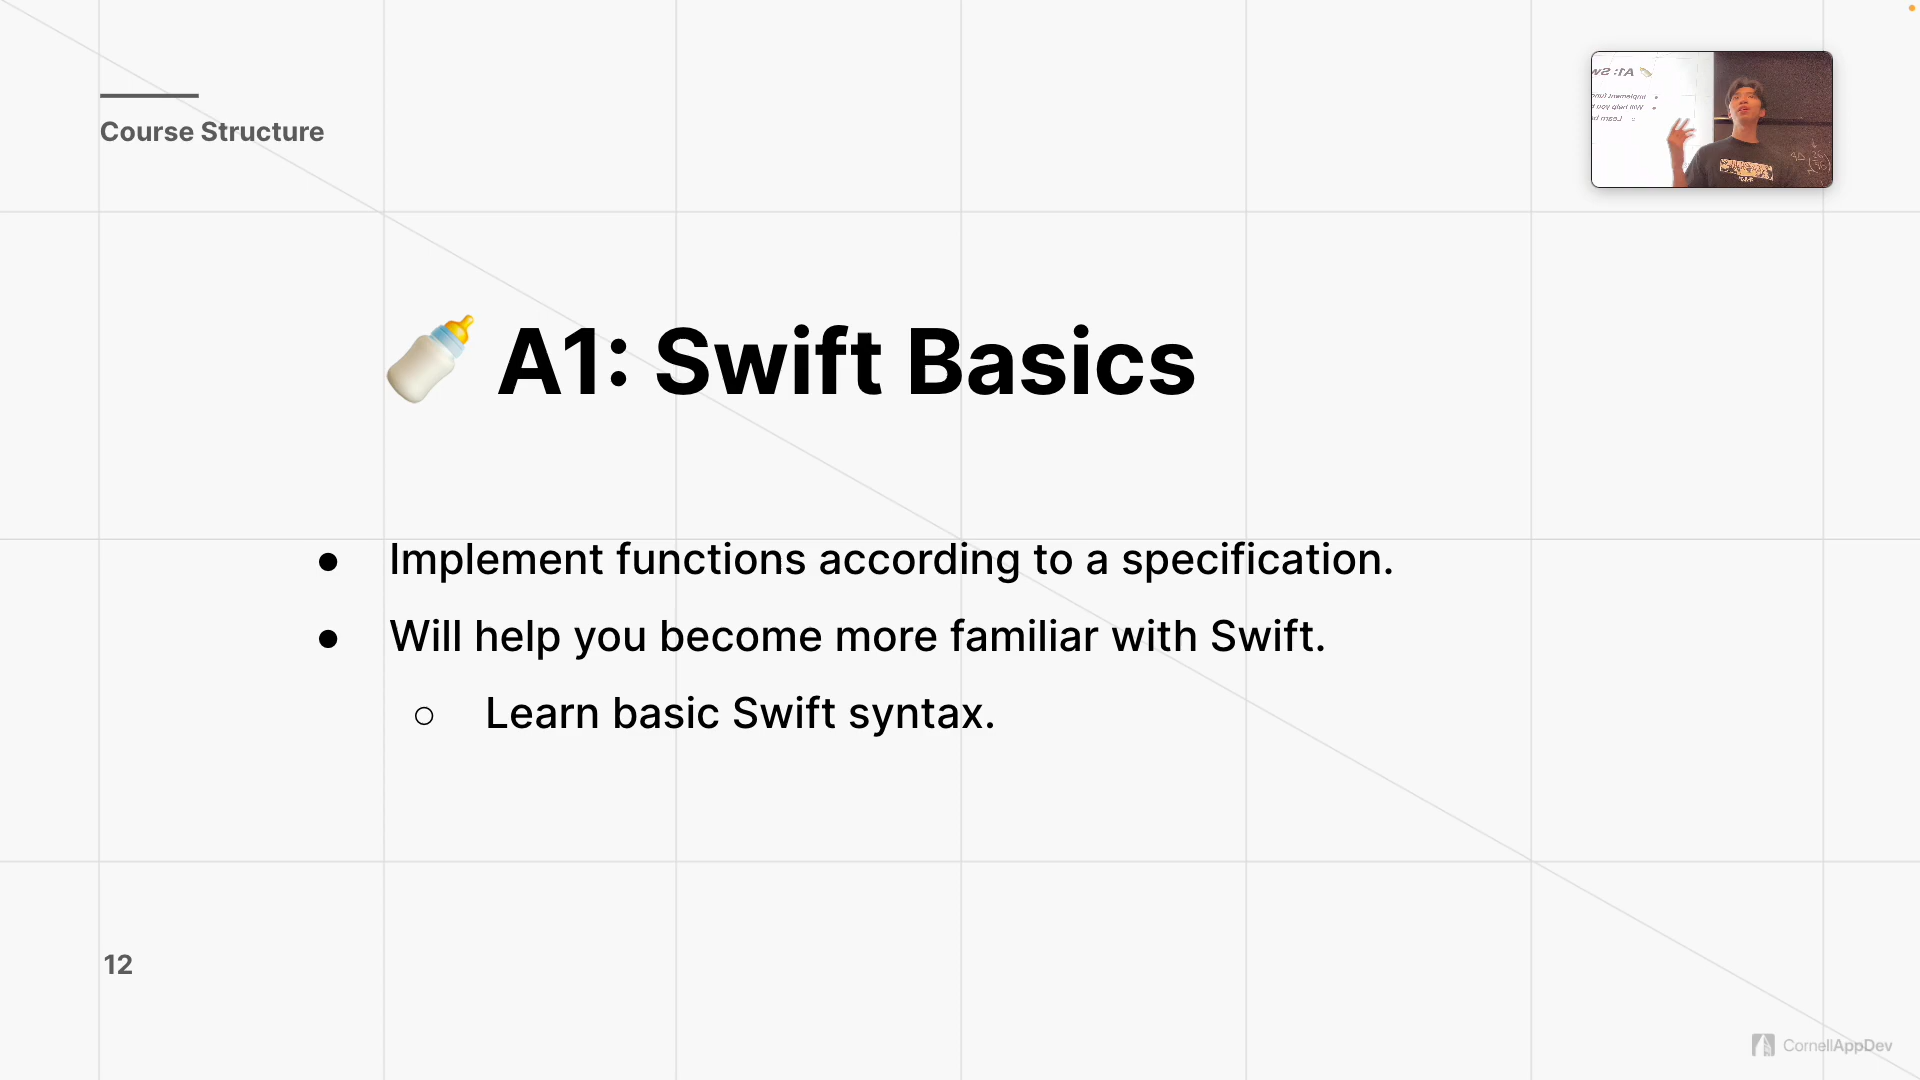 Course Structure
A1: Swift Basics
● Implement functions according to a specification.
● Will help you become more familiar with Swift.
○ Learn basic Swift syntax.
12
CornellAppDev